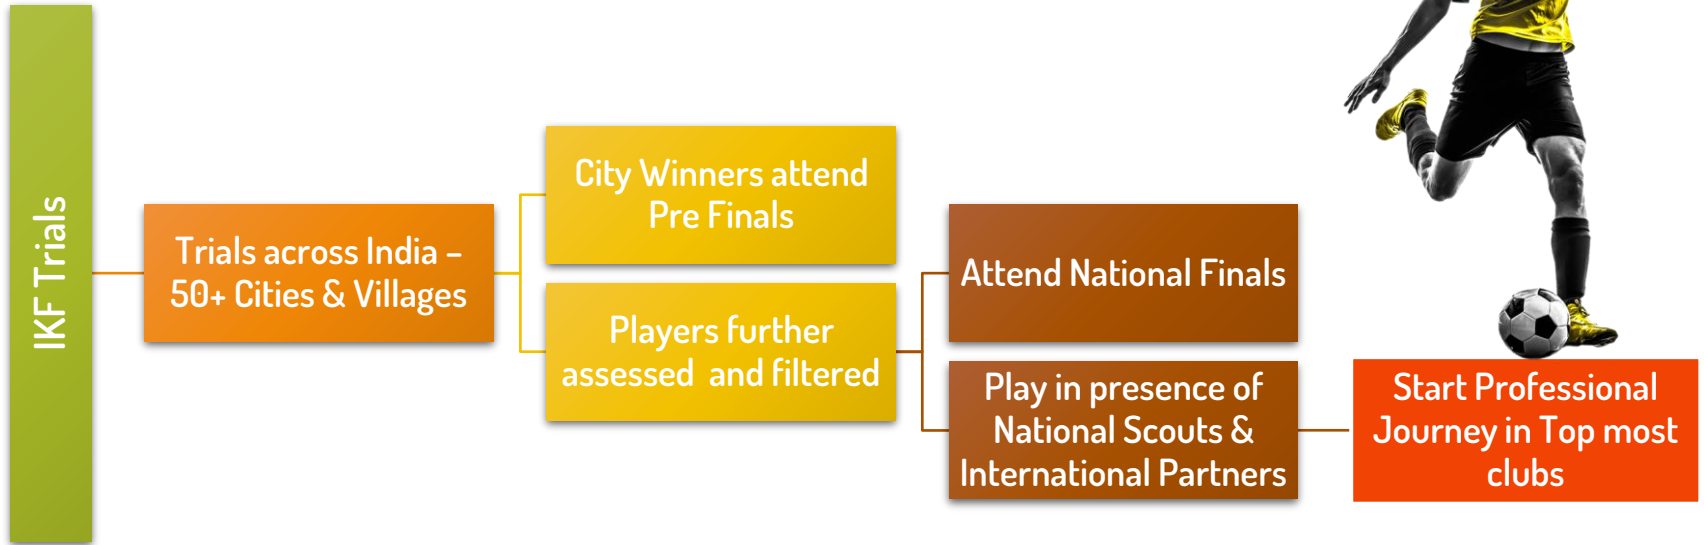 IKF Trials
Trials across India –
50+ Cities & Villages
City Winners attend
Pre Finals
Players further
assessed  and filtered
Attend National Finals
Play in presence of
National Scouts &
International Partners
Start Professional
Journey in Top most
clubs